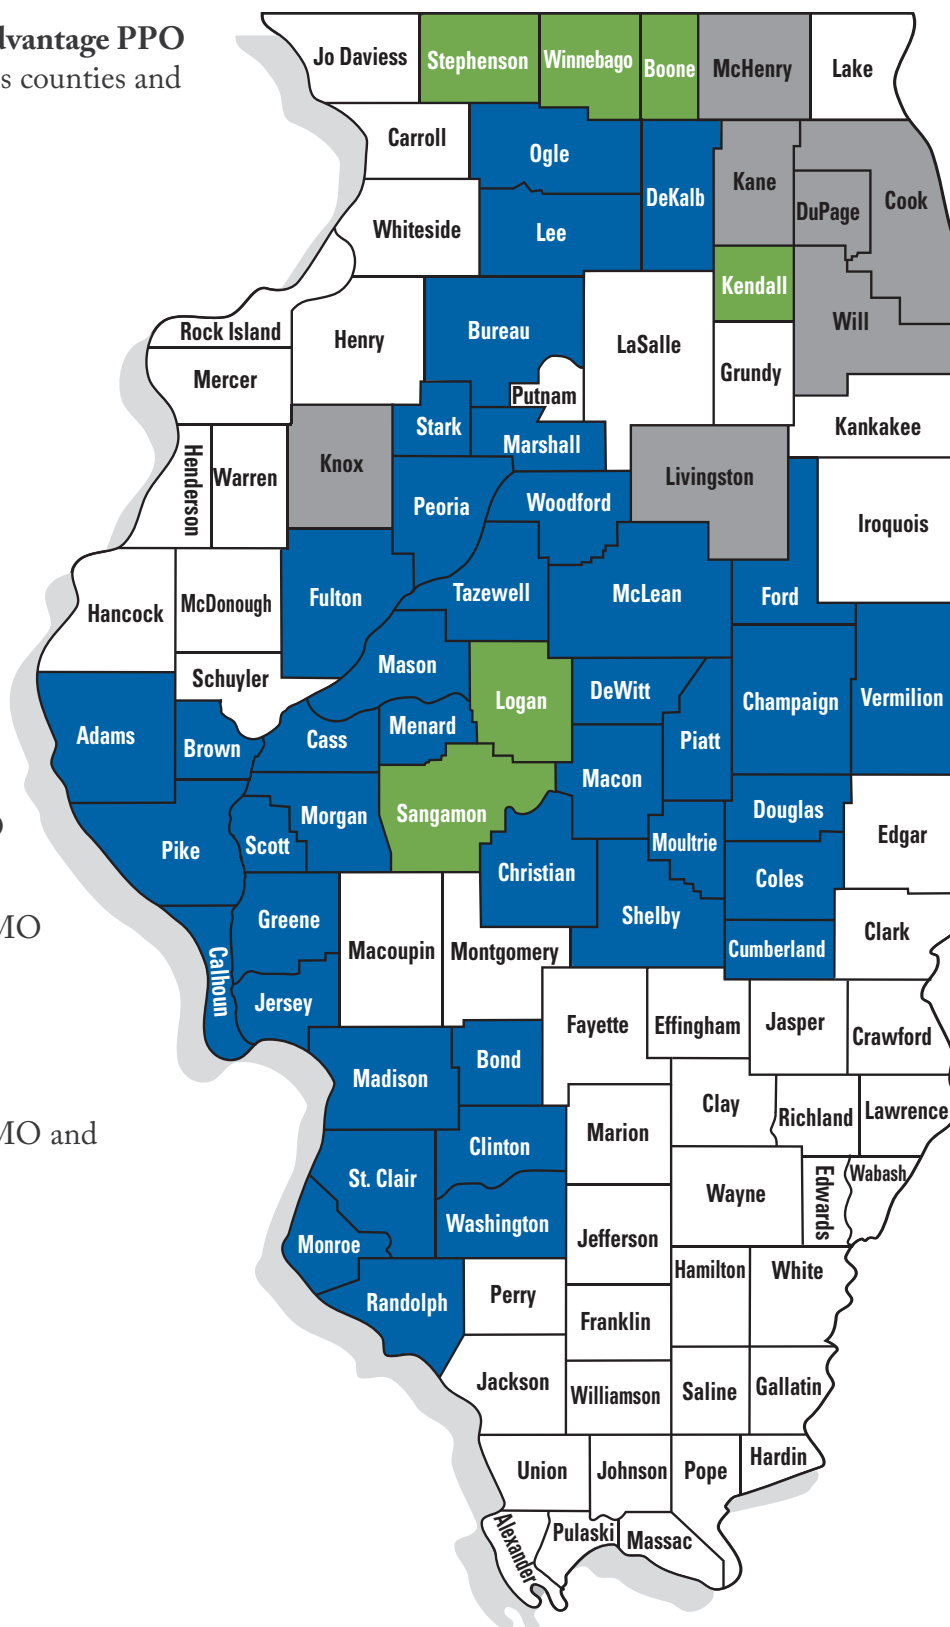 dvantage PPO
s counties and
MO
MO and
Jo Daviess
Stephenson
Winnebago
Boone
McHenry
Lake
Carroll
Ogle
DeKalb
Kane
DuPage
Cook
Whiteside
Lee
Kendall
Will
Rock Island
Henry
Bureau
LaSalle
Grundy
Mercer
Putnam
Kankakee
Stark
Marshall
Henderson
Warren
Knox
Livingston
Peoria
Woodford
Iroquois
Hancock
McDonough
Fulton
Tazewell
McLean
Ford
Schuyler
Mason
Logan
DeWitt
Champaign
Vermilion
Adams
Brown
Cass
Menard
Piatt
Macon
Morgan
Sangamon
Douglas
Pike
Scott
Christian
Moultrie
Edgar
Coles
Greene
Shelby
Calhoun
Macoupin
Montgomery
Cumberland
Clark
Jersey
Fayette
Effingham
Jasper
Crawford
Madison
Bond
Clay
Richland
Lawrence
St. Clair
Clinton
Marion
Wayne
Edwards
Wabash
Monroe
Washington
Jefferson
Hamilton
White
Randolph
Perry
Franklin
Jackson
Williamson
Saline
Gallatin
Union
Johnson
Pope
Hardin
Alexander
Pulaski
Massac